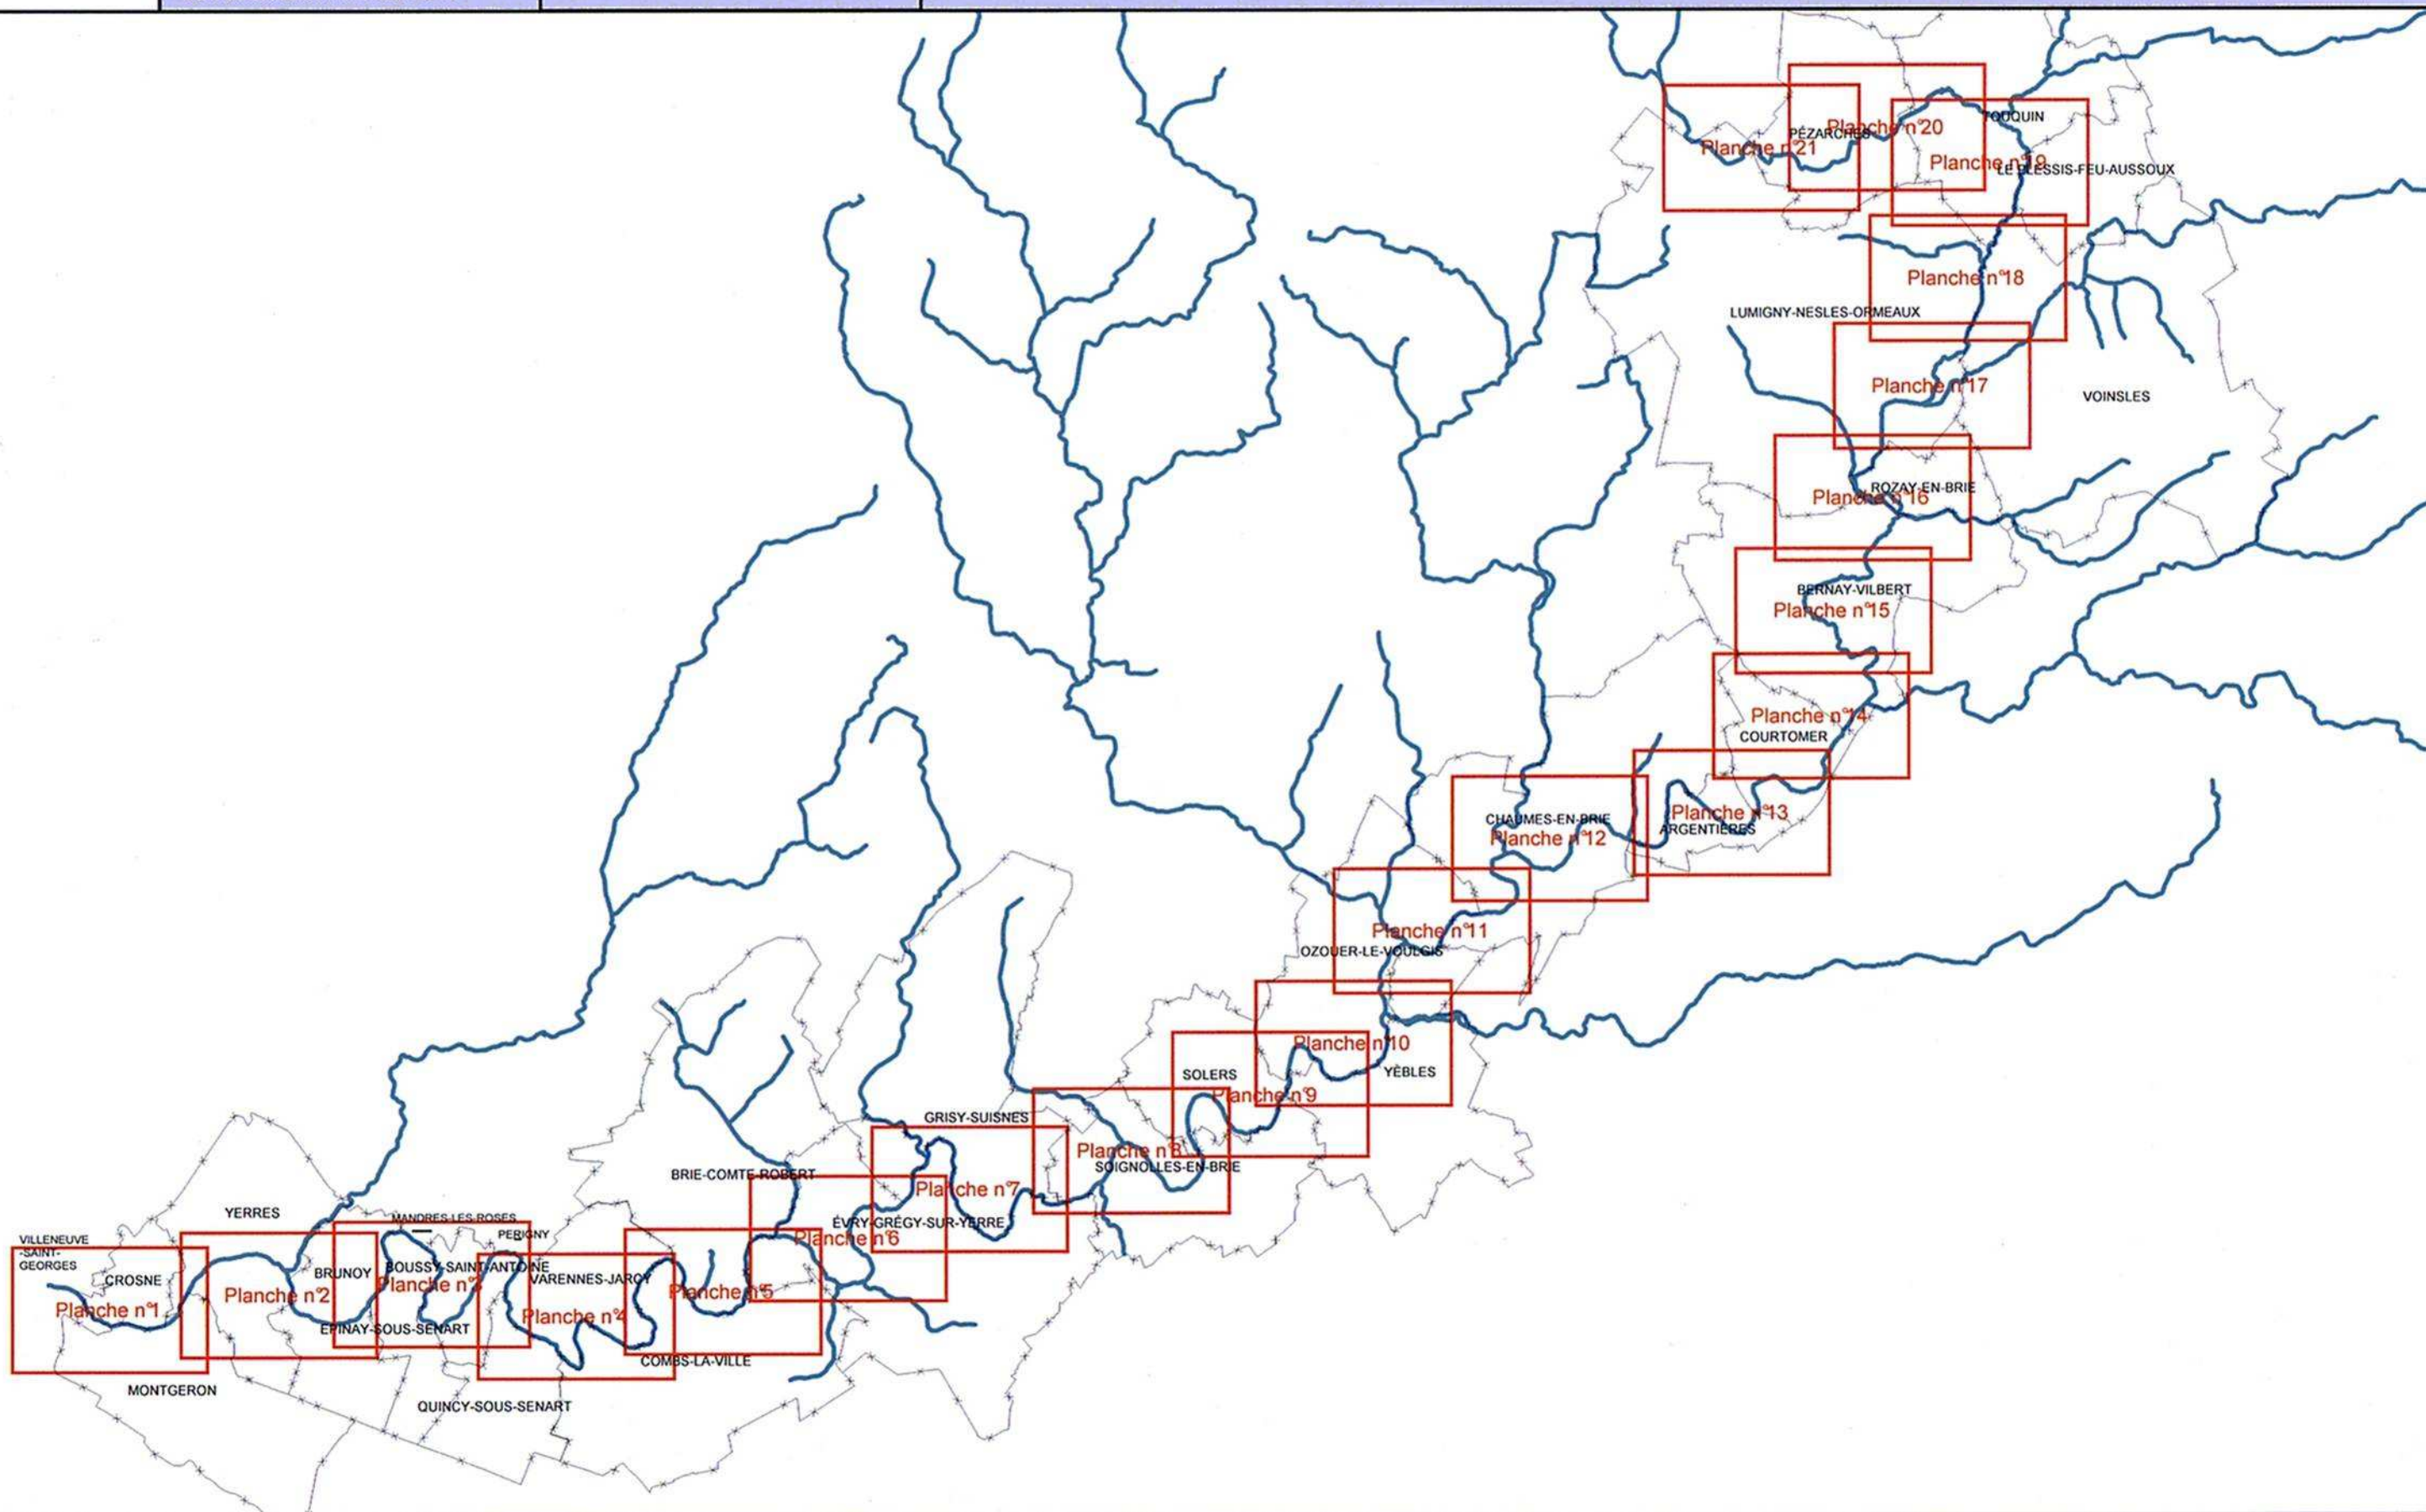 Planche n°20
TOUQUIN
PÉZARCHES
Planche n°21
Planche n°19
LE PLESSIS-FEU-AUSSOUX
Planche n°18
LUMIGNY-NESLES-ORMEAUX
Planche n°17
VOINSLES
ROZAY-EN-BRIE
Planche n°16
BERNAY-VILBERT
Planche n°15
Planche n°14
COURTOMER
Planche n°13
ARGENTIERES
CHAUMES-EN-BRIE
Planche n°12
Planche n°11
OZOUER-LE-VOULGIS
Planche n°10
YÈBLES
SOLERS
Planche n°9
GRISY-SUISNES
Planche n°8
SOIGNOLLES-EN-BRIE
BRIE-COMTE-ROBERT
Planche n°7
ÉVRY-GRÉGY-SUR-YERRE
Planche n°6
YERRES
MANDRES-LES-ROSES
PERIGNY
VILLENEUVE
-SAINT-
GEORGES
CROSNE
BRUNOY
BOUSSY-SAINT-ANTOINE
VARENNES-JARCY
Planche n°1
Planche n°2
Planche n°3
Planche n°4
Planche n°5
EPINAY-SOUS-SENART
COMBS-LA-VILLE
MONTGERON
QUINCY-SOUS-SENART